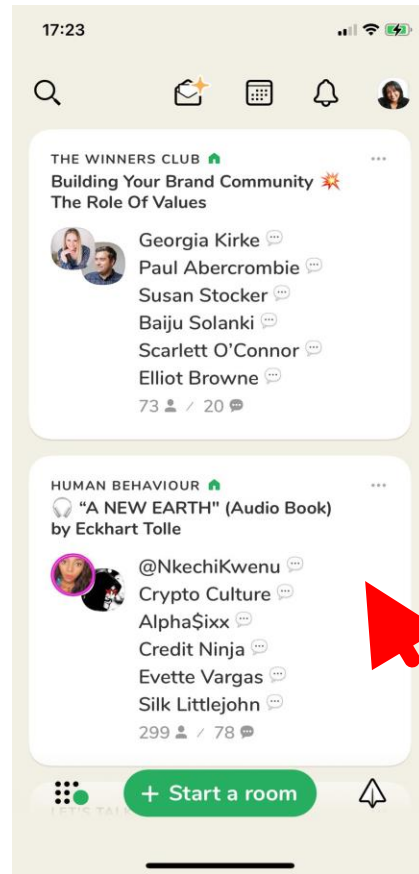 17:23
THE WINNERS CLUB
Building Your Brand Community 💥
The Role Of Values
Georgia Kirke
Paul Abercrombie
Susan Stocker
Baiju Solanki
Scarlett O’Connor
Elliot Browne
73 / 20
HUMAN BEHAVIOUR
🎧 “A NEW EARTH" (Audio Book)
by Eckhart Tolle
@NkechiKwenu
Crypto Culture
Alpha$ixx
Credit Ninja
Evette Vargas
Silk Littlejohn
299 / 78
+ Start a room
LET'S TAL